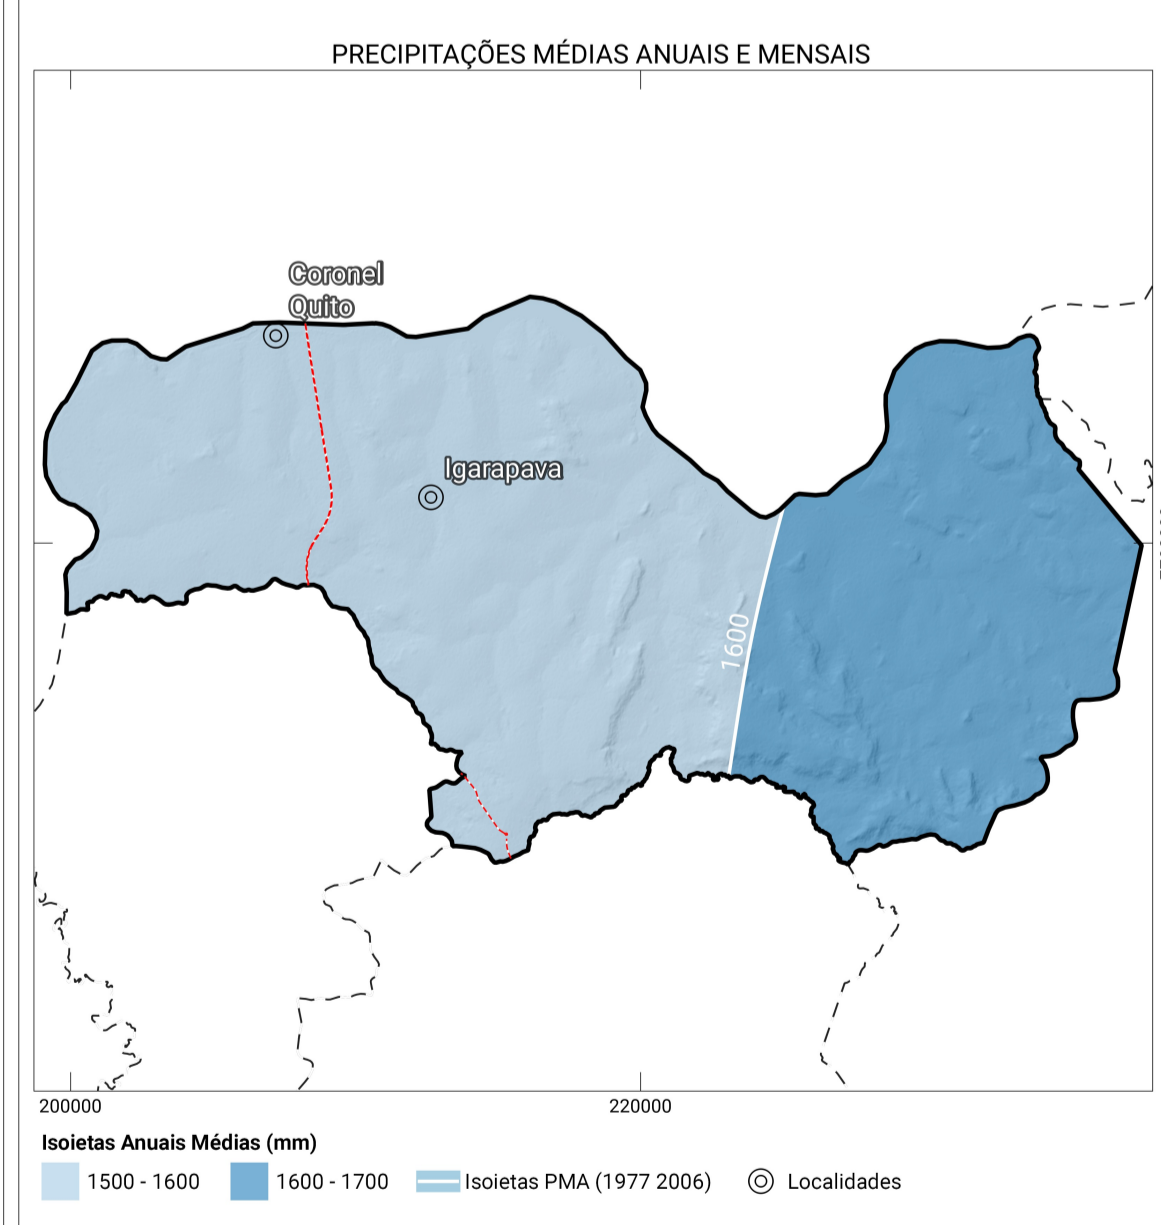 PRECIPITAÇÕES MÉDIAS ANUAIS E MENSAIS
Coronel
Quito
Igarapava
1600
200000
220000
Isoietas Anuais Médias (mm)
1500 - 1600
1600 - 1700
Isoietas PMA (1977 2006)
Localidades